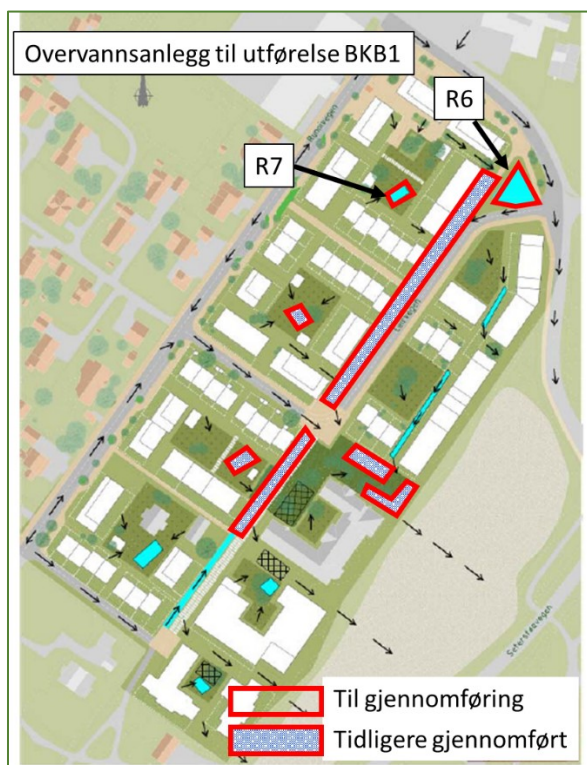 Overvannsanlegg til utførelse BKB1
R6
R7
Til gjennomføring
Tidligere gjennomført